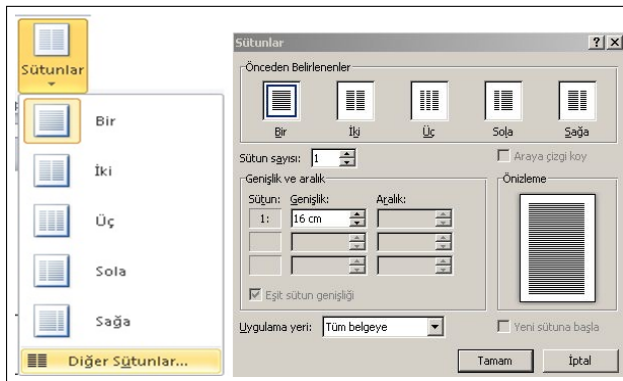 Sütunlar
Bir
İki
Üç
Sola
Sağa
Diğer Sütunlar...
Sütunlar
Önceden Belirlenenler
Bir İki Üç Sola Sağa
Sütun sayısı: 1 Araya çizgi koy
Genişlik ve aralık Önizleme
Sütun: Genişlik: Aralık:
1: 16 cm
Eşit sütun genişliği
Uygulama yeri: Tüm belgeye Yeni sütuna başla
Tamam İptal